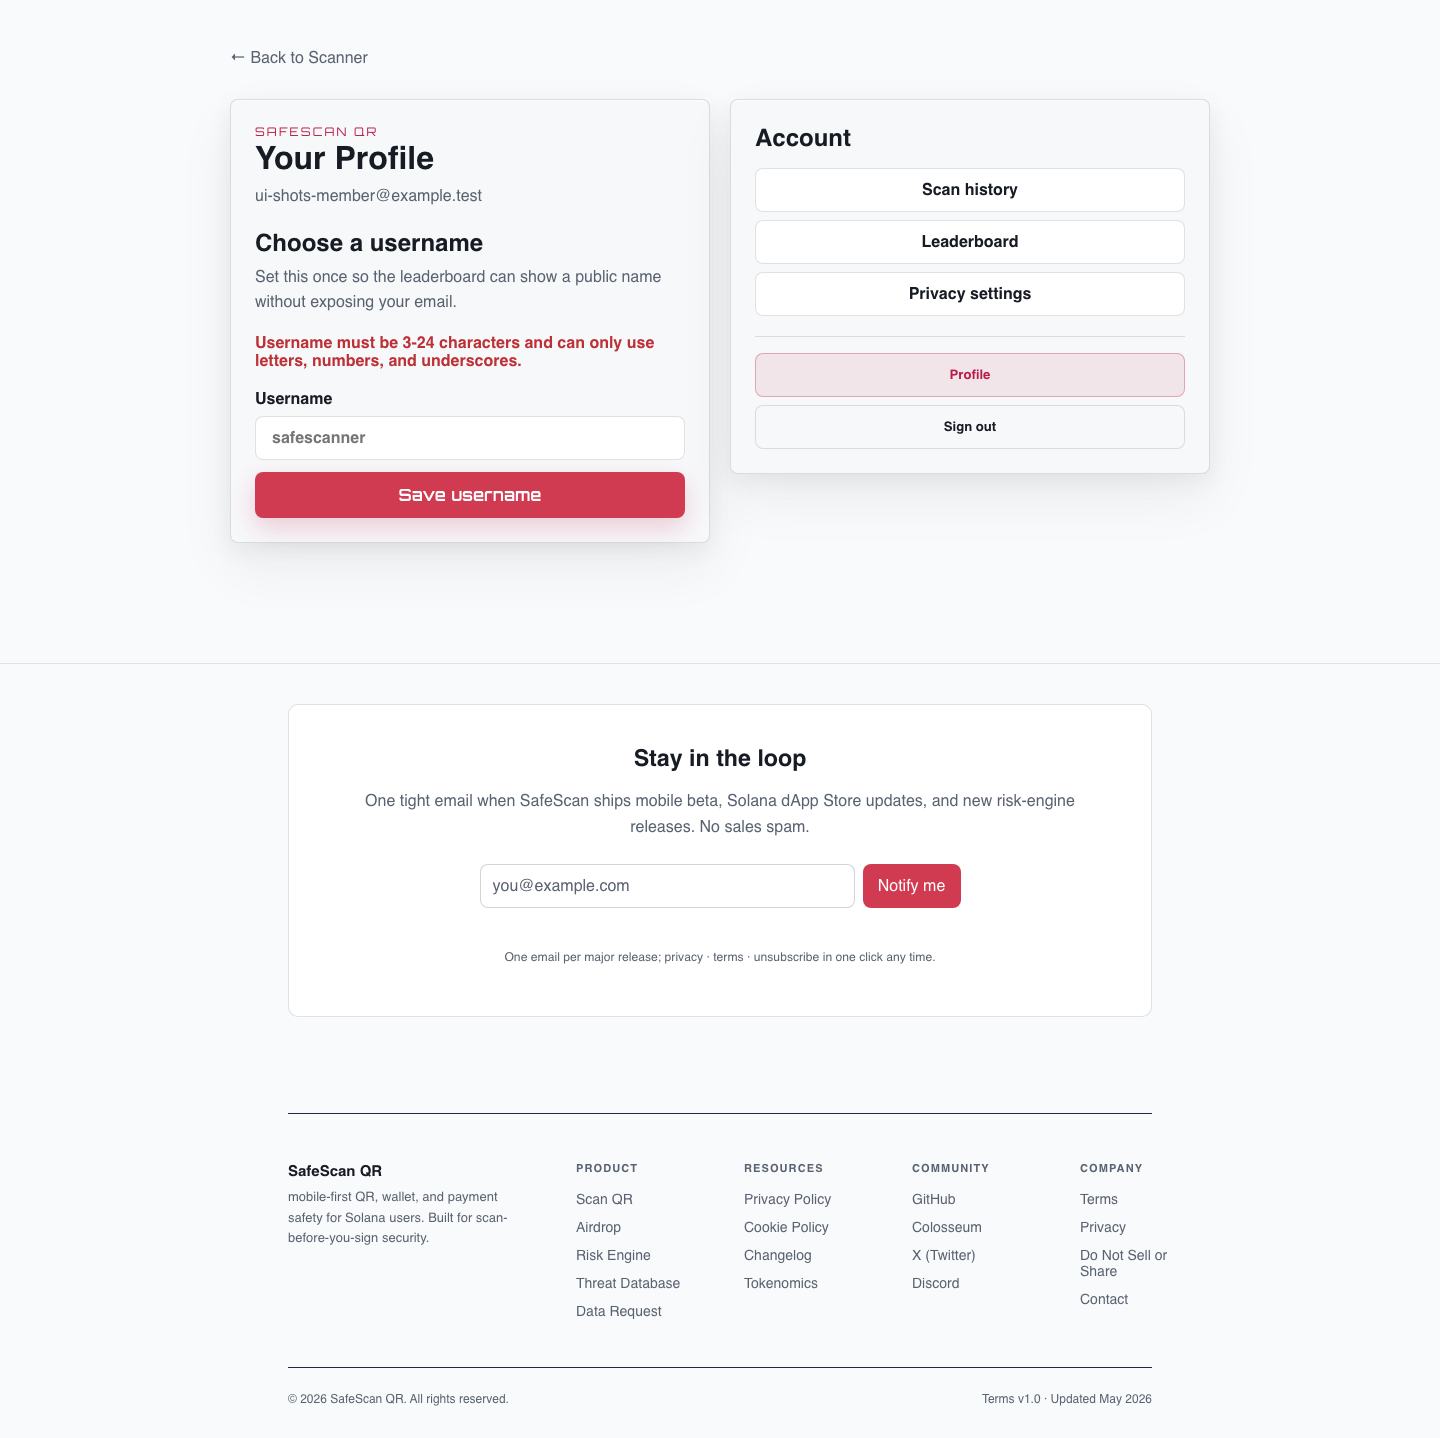 ← Back to Scanner
SAFESCAN QR
Your Profile
ui-shots-member@example.test
Choose a username
Set this once so the leaderboard can show a public name
without exposing your email.
Username must be 3-24 characters and can only use
letters, numbers, and underscores.
Username
safescanner
Save username
Account
Scan history
Leaderboard
Privacy settings
Profile
Sign out
Stay in the loop
One tight email when SafeScan ships mobile beta, Solana dApp Store updates, and new risk-engine
releases. No sales spam.
you@example.com
Notify me
One email per major release; privacy · terms · unsubscribe in one click any time.
SafeScan QR
mobile-first QR, wallet, and payment
safety for Solana users. Built for scan-
before-you-sign security.
PRODUCT
Scan QR
Airdrop
Risk Engine
Threat Database
Data Request
RESOURCES
Privacy Policy
Cookie Policy
Changelog
Tokenomics
COMMUNITY
GitHub
Colosseum
X (Twitter)
Discord
COMPANY
Terms
Privacy
Do Not Sell or
Share
Contact
© 2026 SafeScan QR. All rights reserved.
Terms v1.0 · Updated May 2026